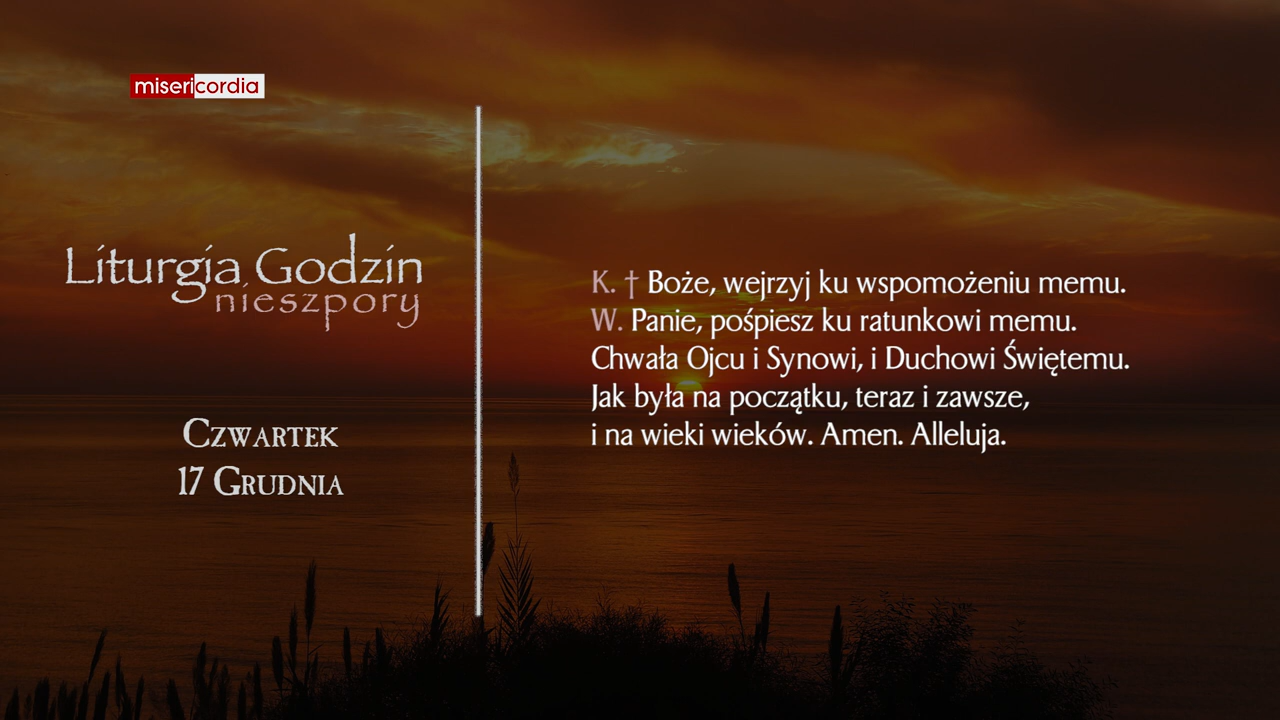 misericordia
Liturgia Godzin
nieszpory
Czwartek
17 Grudnia
K. † Boże, wejrzyj ku wspomożeniu memu.
W. Panie, pośpiesz ku ratunkowi memu.
Chwała Ojcu i Synowi, i Duchowi Świętemu.
Jak była na początku, teraz i zawsze,
i na wieki wieków. Amen. Alleluja.